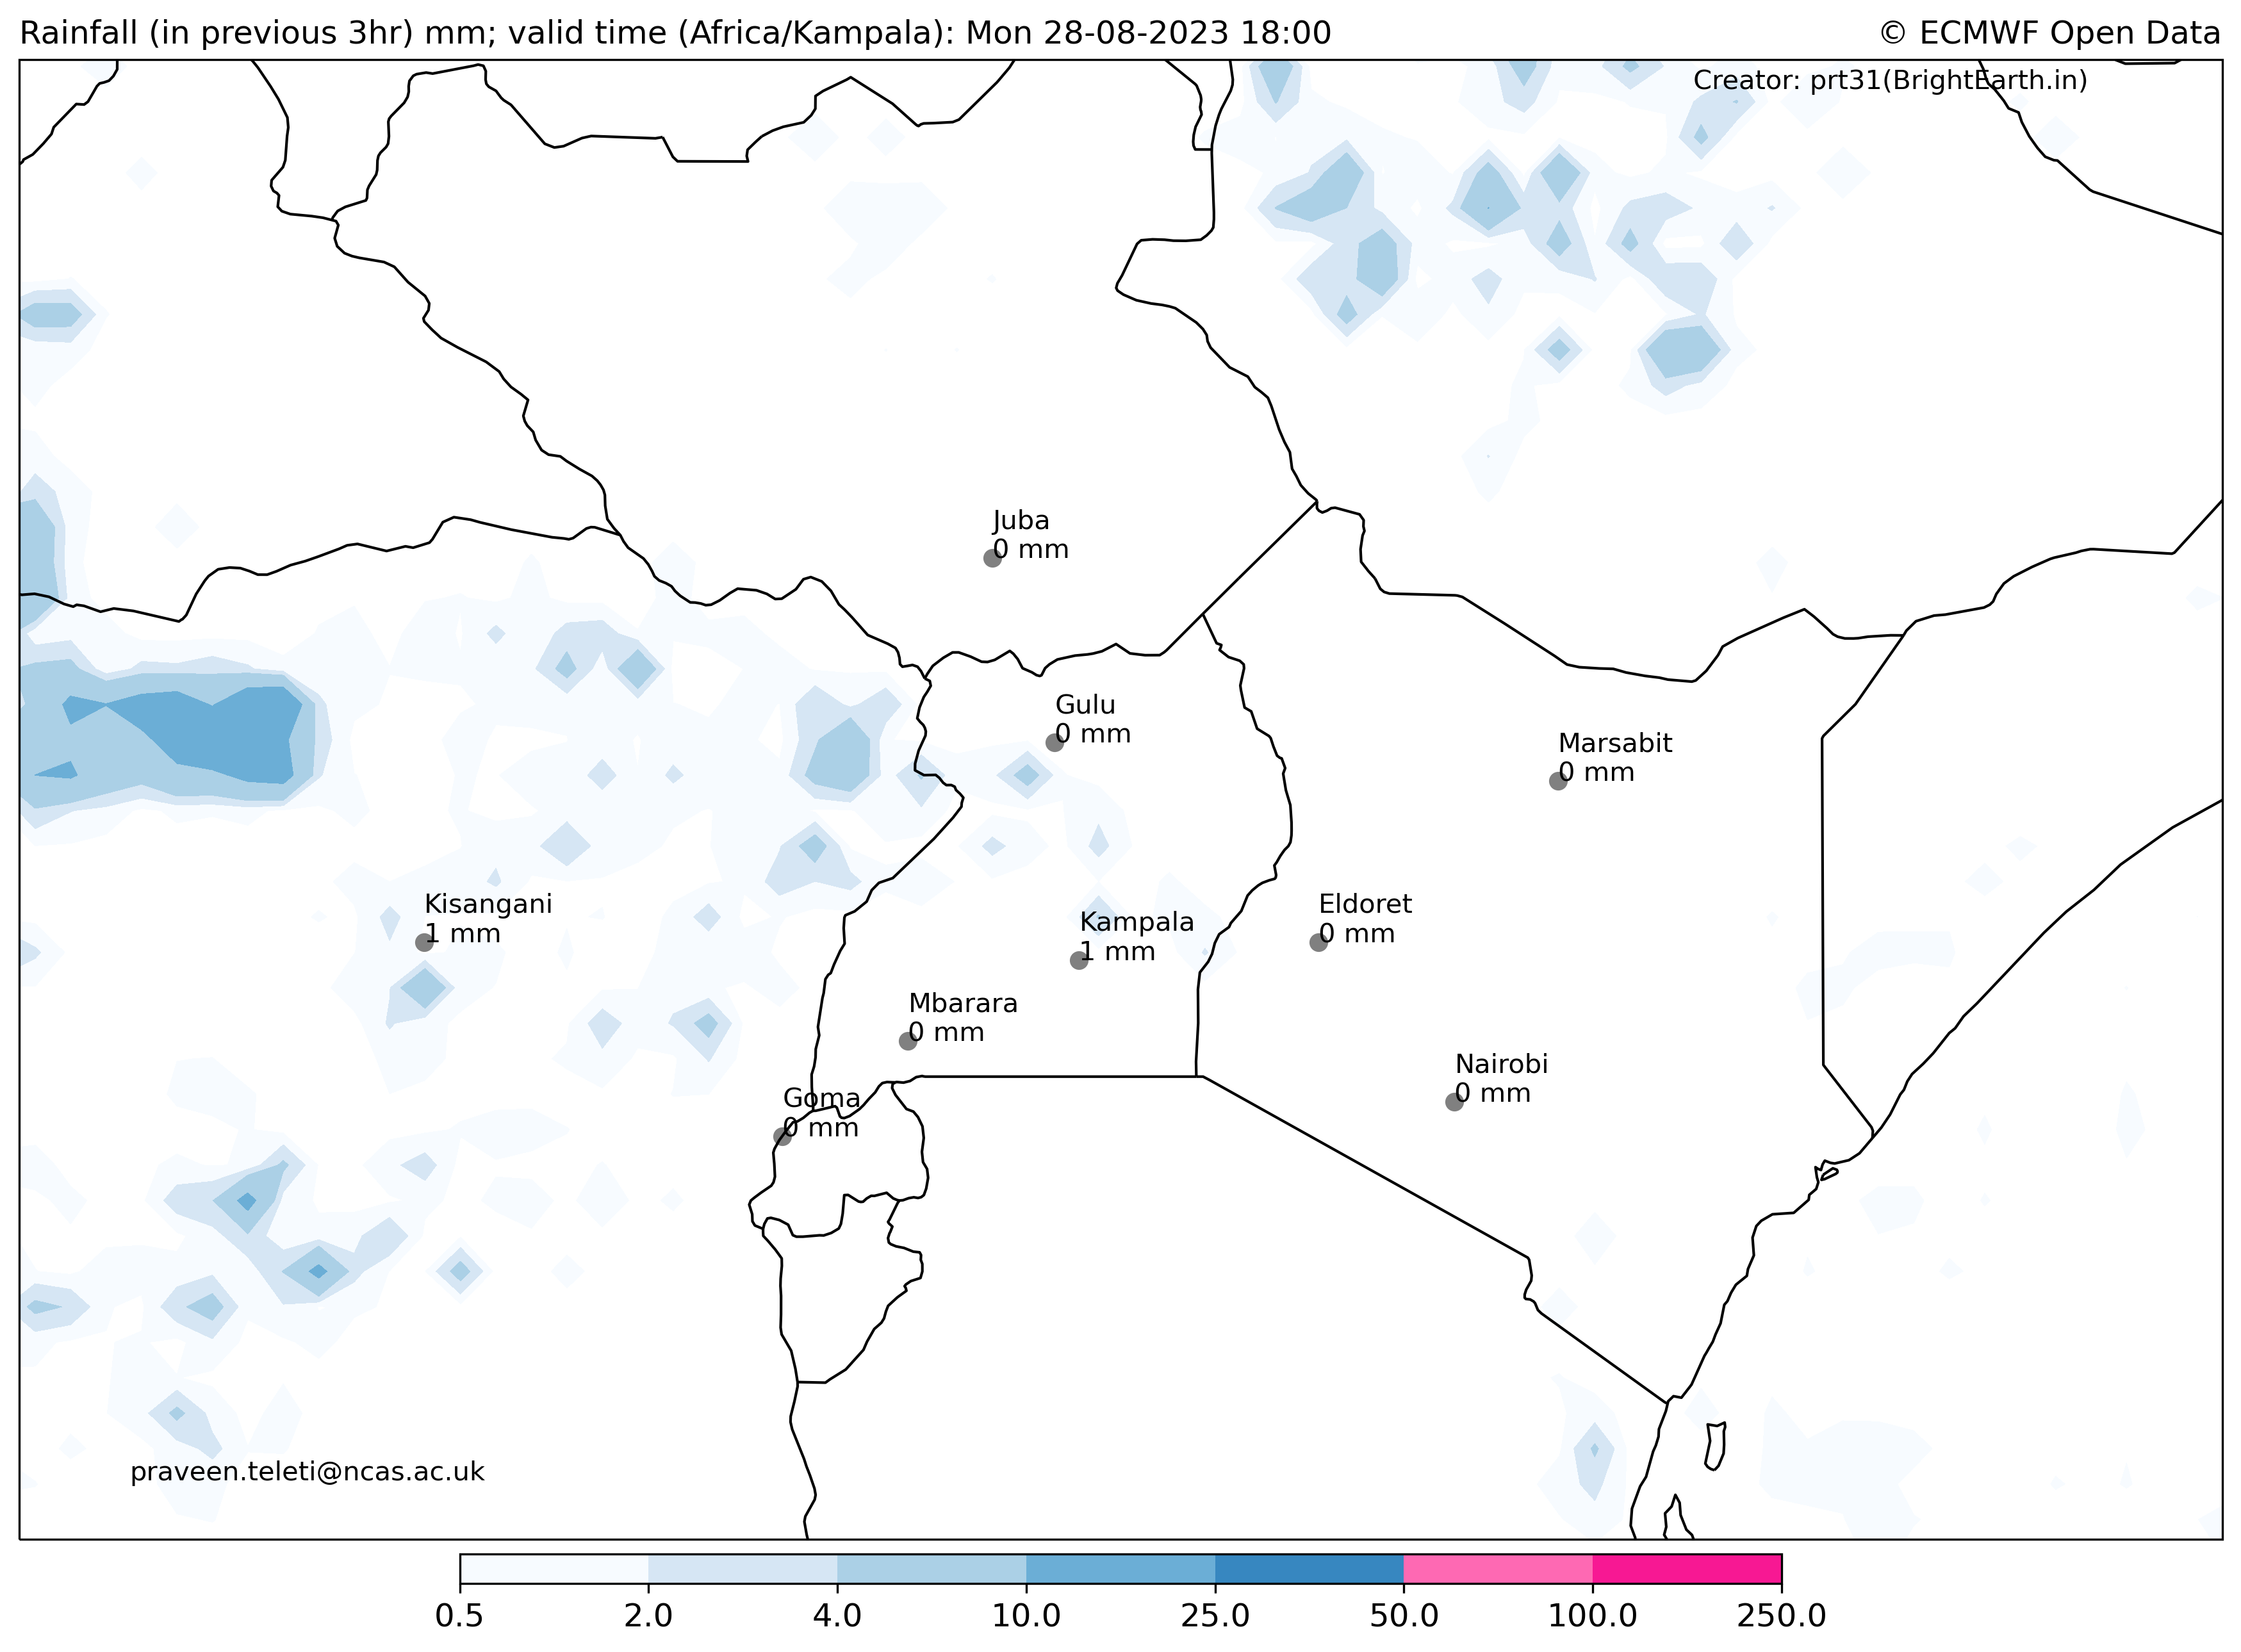 Rainfall (in previous 3hr) mm; valid time (Africa/Kampala): Mon 28-08-2023 18:00
© ECMWF Open Data
Creator: prt31(BrightEarth.in)
Juba
0 mm
Gulu
0 mm
Marsabit
0 mm
Kisangani
1 mm
Kampala
1 mm
Eldoret
0 mm
Mbarara
0 mm
Nairobi
0 mm
Goma
0 mm
praveen.teleti@ncas.ac.uk
0.5 2.0 4.0 10.0 25.0 50.0 100.0 250.0